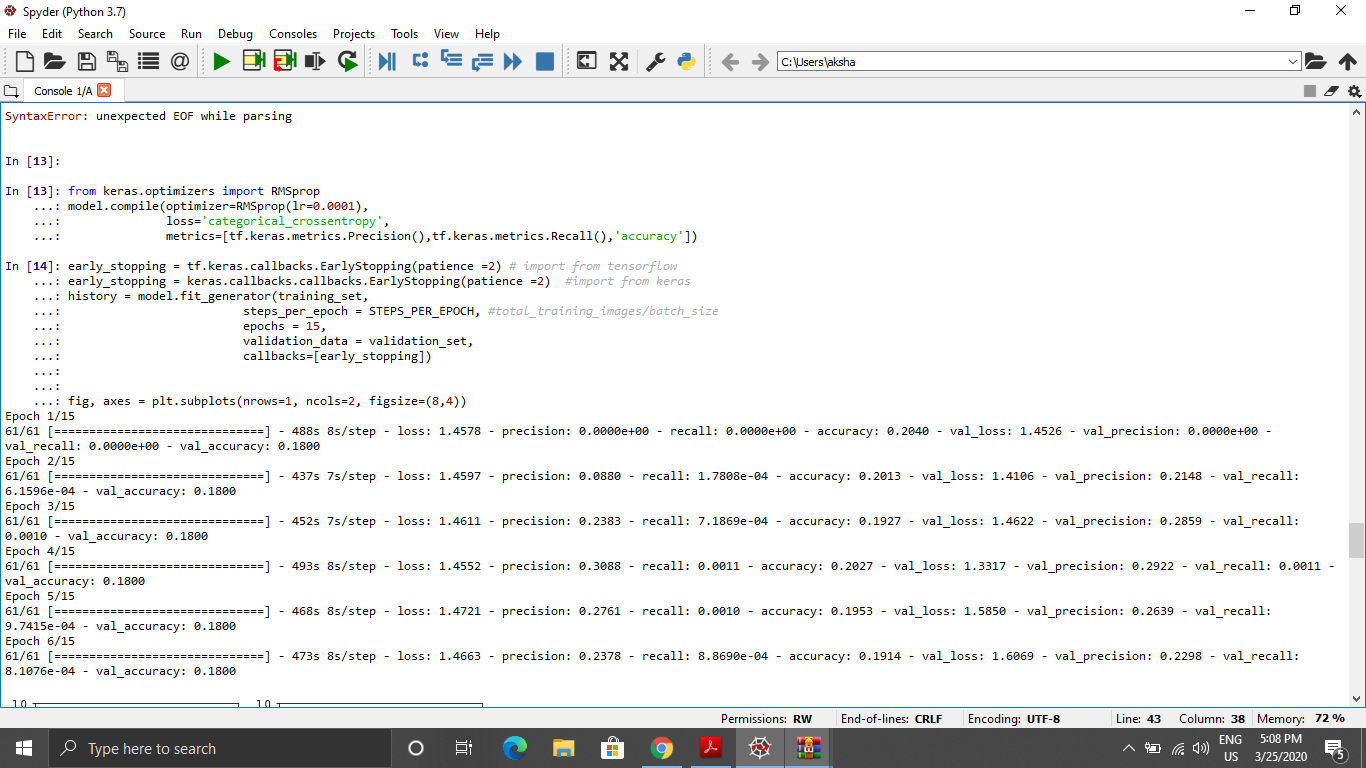 Spyder (Python 3.7)
File Edit Search Source Run Debug Consoles Projects Tools View Help
C:\Users\aksha
Console 1/A
SyntaxError: unexpected EOF while parsing
In [13]:
In [13]: from keras.optimizers import RMSprop
...: model.compile(optimizer=RMSprop(lr=0.0001),
...: loss='categorical_crossentropy',
...: metrics=[tf.keras.metrics.Precision(),tf.keras.metrics.Recall(),'accuracy'])
In [14]: early_stopping = tf.keras.callbacks.EarlyStopping(patience =2) # import from tensorflow
...: early_stopping = keras.callbacks.callbacks.EarlyStopping(patience =2) #import from keras
...: history = model.fit_generator(training_set,
...: steps_per_epoch = STEPS_PER_EPOCH, #total_training_images/batch_size
...: epochs = 15,
...: validation_data = validation_set,
...: callbacks=[early_stopping])
...:
...:
...: fig, axes = plt.subplots(nrows=1, ncols=2, figsize=(8,4))
Epoch 1/15
61/61 [==============================] - 488s 8s/step - loss: 1.4578 - precision: 0.0000e+00 - recall: 0.0000e+00 - accuracy: 0.2040 - val_loss: 1.4526 - val_precision: 0.0000e+00 -
val_recall: 0.0000e+00 - val_accuracy: 0.1800
Epoch 2/15
61/61 [==============================] - 437s 7s/step - loss: 1.4597 - precision: 0.0880 - recall: 1.7808e-04 - accuracy: 0.2013 - val_loss: 1.4106 - val_precision: 0.2148 - val_recall:
6.1596e-04 - val_accuracy: 0.1800
Epoch 3/15
61/61 [==============================] - 452s 7s/step - loss: 1.4611 - precision: 0.2383 - recall: 7.1869e-04 - accuracy: 0.1927 - val_loss: 1.4622 - val_precision: 0.2859 - val_recall:
0.0010 - val_accuracy: 0.1800
Epoch 4/15
61/61 [==============================] - 493s 8s/step - loss: 1.4552 - precision: 0.3088 - recall: 0.0011 - accuracy: 0.2027 - val_loss: 1.3317 - val_precision: 0.2922 - val_recall: 0.0011 -
val_accuracy: 0.1800
Epoch 5/15
61/61 [==============================] - 468s 8s/step - loss: 1.4721 - precision: 0.2761 - recall: 0.0010 - accuracy: 0.1953 - val_loss: 1.5850 - val_precision: 0.2639 - val_recall:
9.7415e-04 - val_accuracy: 0.1800
Epoch 6/15
61/61 [==============================] - 473s 8s/step - loss: 1.4663 - precision: 0.2378 - recall: 8.8690e-04 - accuracy: 0.1914 - val_loss: 1.6069 - val_precision: 0.2298 - val_recall:
8.1076e-04 - val_accuracy: 0.1800
1.0 1.0
Permissions: RW End-of-lines: CRLF Encoding: UTF-8 Line: 43 Column: 38 Memory: 72 %
Type here to search
ENG
US
5:08 PM
3/25/2020
5